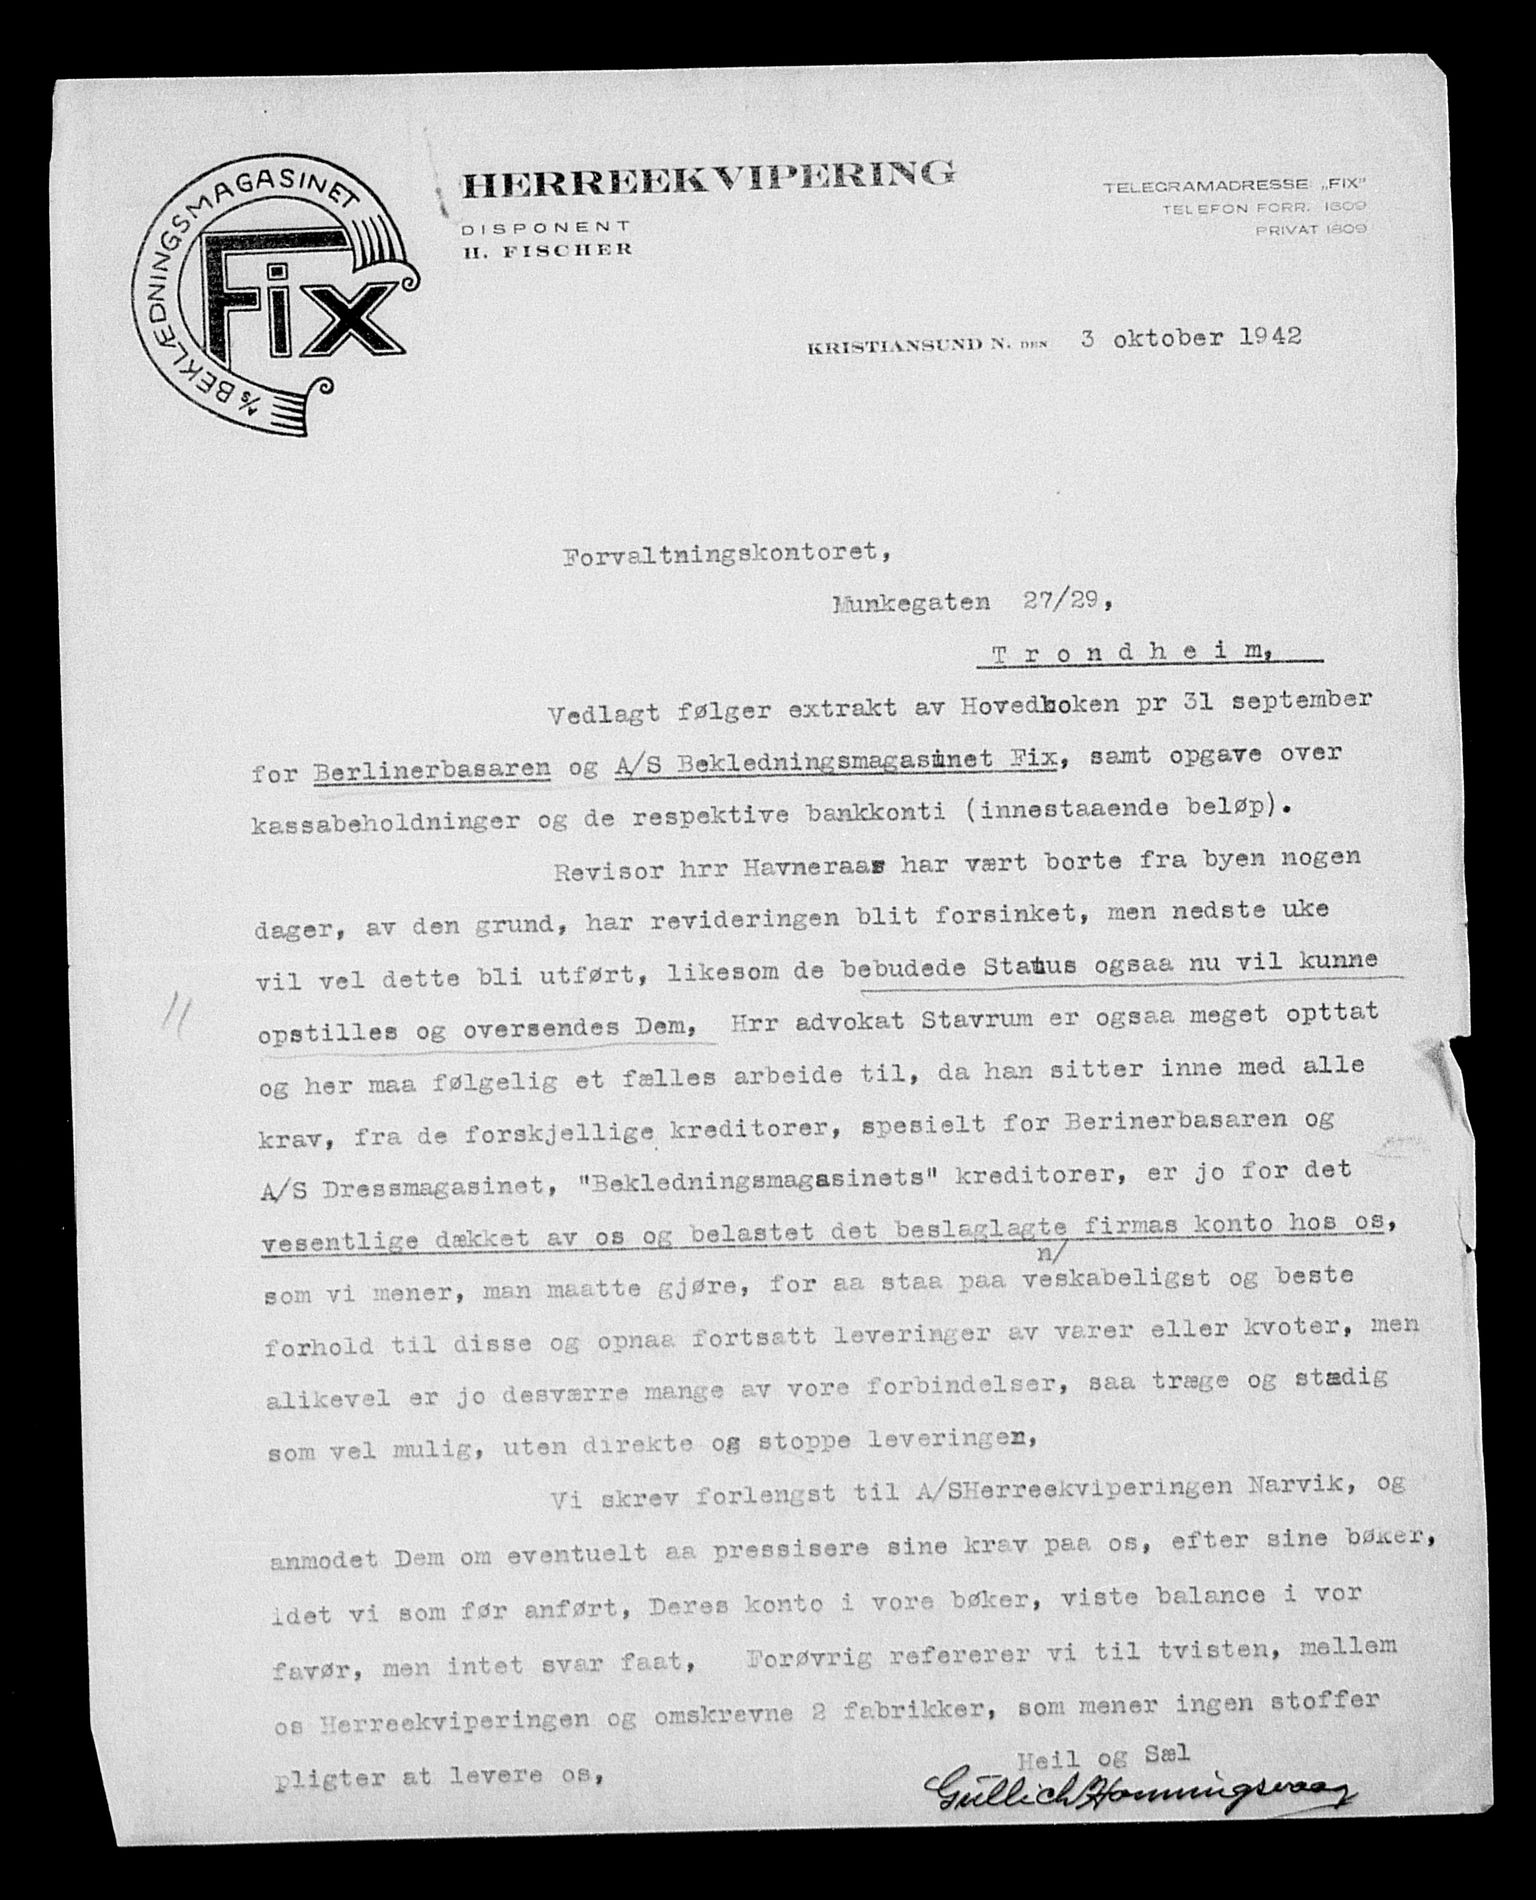 A/S BEKLÆDNINGSMAGASINET
Fix
HERREEKVIPERING
DISPONENT
H. FISCHER
TELEGRAMADRESSE „FIX"
TELEFON FORR. 1809
PRIVAT 1809
KRISTIANSUND N. DEN 3 oktober 1942
Forvaltningskontoret,
Munkegaten 27/29,
Trondheim,
Vedlagt følger extrakt av Hovedboken pr 31 september
for Berlinerbasaren og A/S Bekledningsmagasinet Fix, samt opgave over
kassabeholdninger og de respektive bankkonti (innestaaende beløp).
Revisor hrr Havneraas har vært borte fra byen nogen
dager, av den grund, har revideringen blit forsinket, men nedste uke
vil vel dette bli utført, likesom de bebudede Status ogsaa nu vil kunne
opstilles og oversendes Dem, Hrr advokat Stavrum er ogsaa meget opttat
og her maa følgelig et fælles arbeide til, da han sitter inne med alle
krav, fra de forskjellige kreditorer, spesielt for Berinerbasaren og
A/S Dressmagasinet, "Bekledningsmagasinets" kreditorer, er jo for det
vesentlige dækket av os og belastet det beslaglagte firmas konto hos os,
n/
som vi mener, man maatte gjøre, for aa staa paa veskabeligst og beste
forhold til disse og opnaa fortsatt leveringer av varer eller kvoter, men
alikevel er jo desværre mange av vore forbindelser, saa træge og stædig
som vel mulig, uten direkte og stoppe leveringen,
Vi skrev forlengst til A/SHerreekviperingen Narvik, og
anmodet Dem om eventuelt aa pressisere sine krav paa os, efter sine bøker,
idet vi som før anført, Deres konto i vore bøker, viste balance i vor
favør, men intet svar faat, Forøvrig refererer vi til tvisten, mellem
os Herreekviperingen og omskrevne 2 fabrikker, som mener ingen stoffer
pligter at levere os,
Heil og Sæl
Güllich Honningsvaag